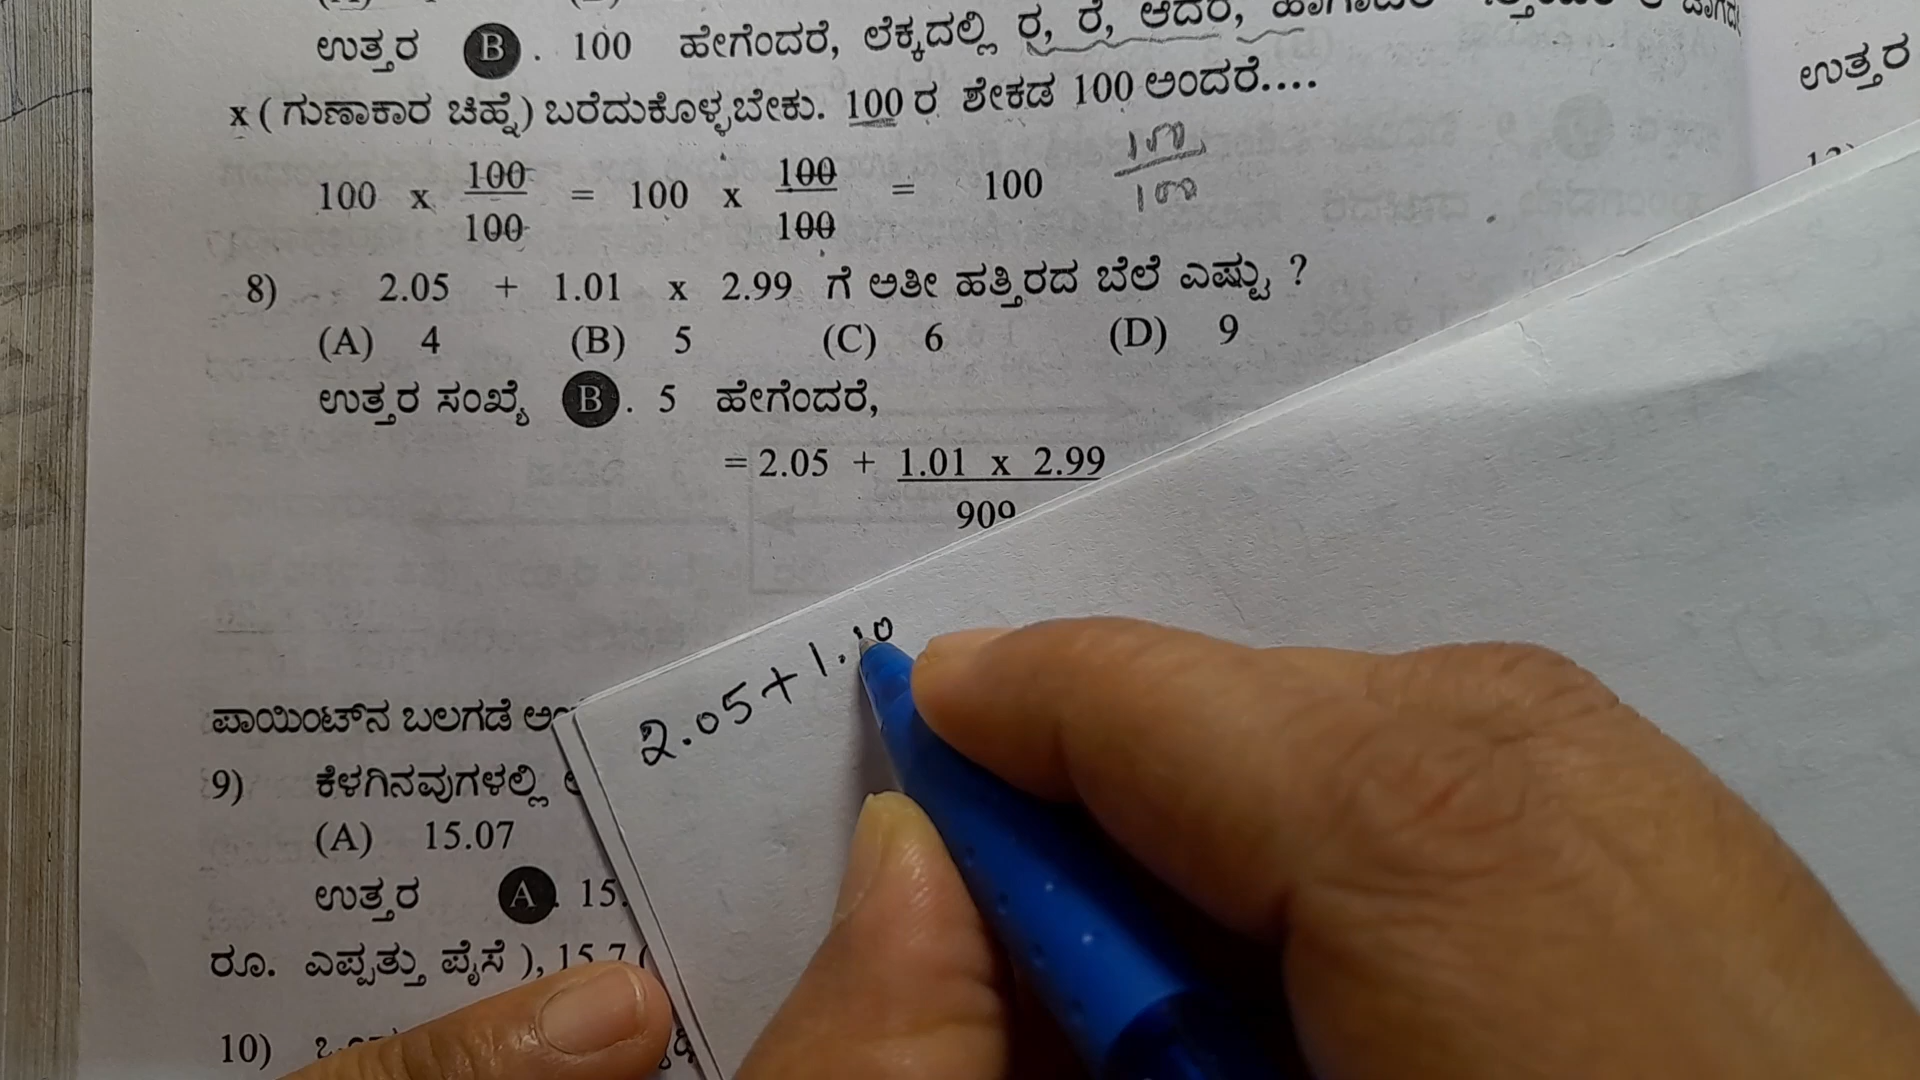 ಉತ್ತರ B . 100 ಹೇಗೆಂದರೆ, ಲೆಕ್ಕದಲ್ಲಿ ರ, ರೆ, ಆದರೆ,
x ( ಗುಣಾಕಾರ ಚಿಹ್ನೆ) ಬರೆದುಕೊಳ್ಳಬೇಕು. 100 ರ ಶೇಕಡ 100 ಅಂದರೆ....
100 x 100/100 = 100 x 100/100 = 100 100/100
8) 2.05 + 1.01 x 2.99 ಗೆ ಅತೀ ಹತ್ತಿರದ ಬೆಲೆ ಎಷ್ಟು ?
(A) 4 (B) 5 (C) 6 (D) 9
ಉತ್ತರ ಸಂಖ್ಯೆ B . 5 ಹೇಗೆಂದರೆ,
= 2.05 + 1.01 x 2.99
900
2.05 + 1.10
ಪಾಯಿಂಟ್‌ನ ಬಲಗಡೆ
9) ಕೆಳಗಿನವುಗಳಲ್ಲಿ
(A) 15.07
ಉತ್ತರ A . 15.
ರೂ. ಎಪ್ಪತ್ತು ಪೈಸೆ ), 15.7 (
10)
ಉತ್ತರ